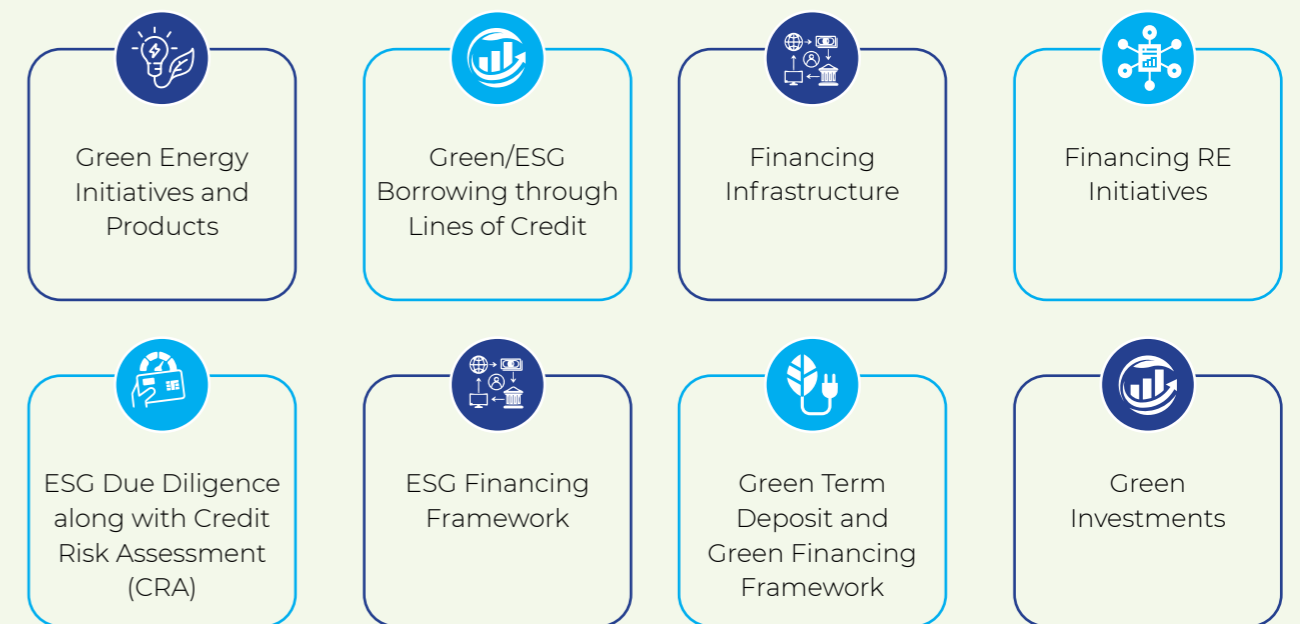 Green Energy
Initiatives and
Products
Green/ESG
Borrowing through
Lines of Credit
Financing
Infrastructure
Financing RE
Initiatives
ESG Due Diligence
along with Credit
Risk Assessment
(CRA)
ESG Financing
Framework
Green Term
Deposit and
Green Financing
Framework
Green
Investments